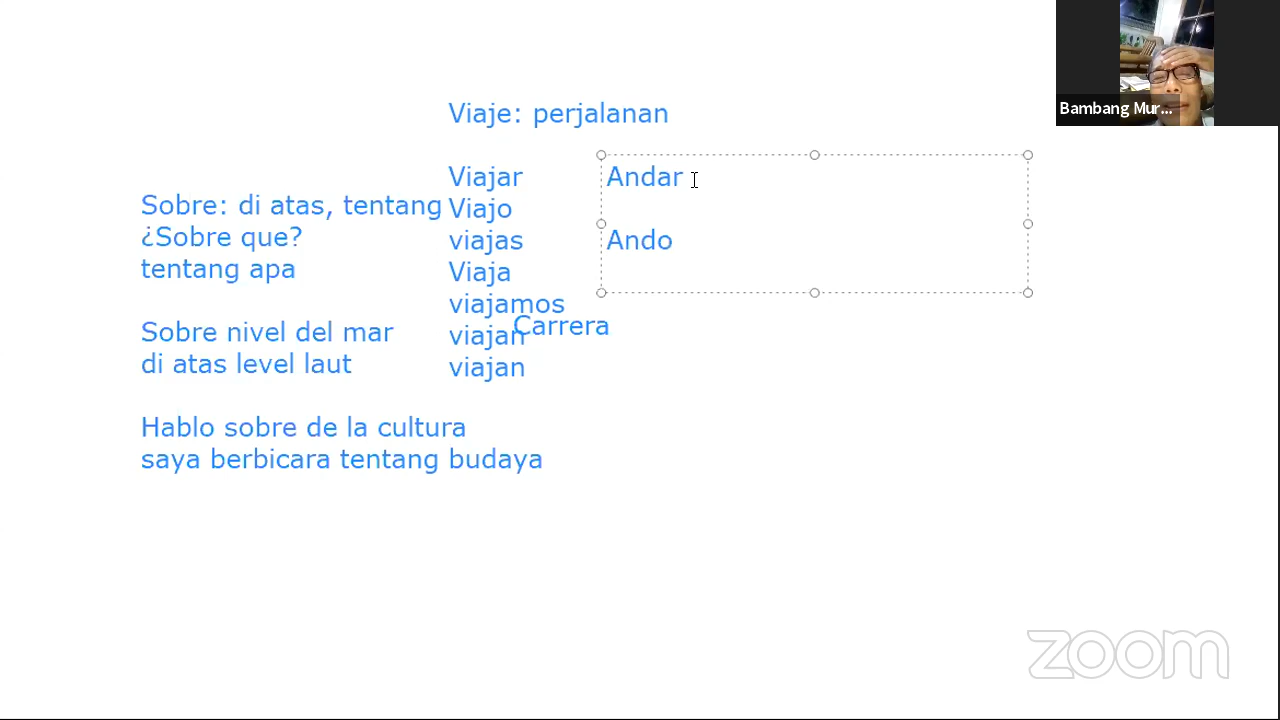 Viaje: perjalanan
Sobre: di atas, tentang
¿Sobre que?
tentang apa
Sobre nivel del mar
di atas level laut
Hablo sobre de la cultura
saya berbicara tentang budaya
Viajar
Viajo
viajas
Viaja
viajamos
viajan
viajan
Carrera
Andar
Ando
Bambang Mur...
zoom